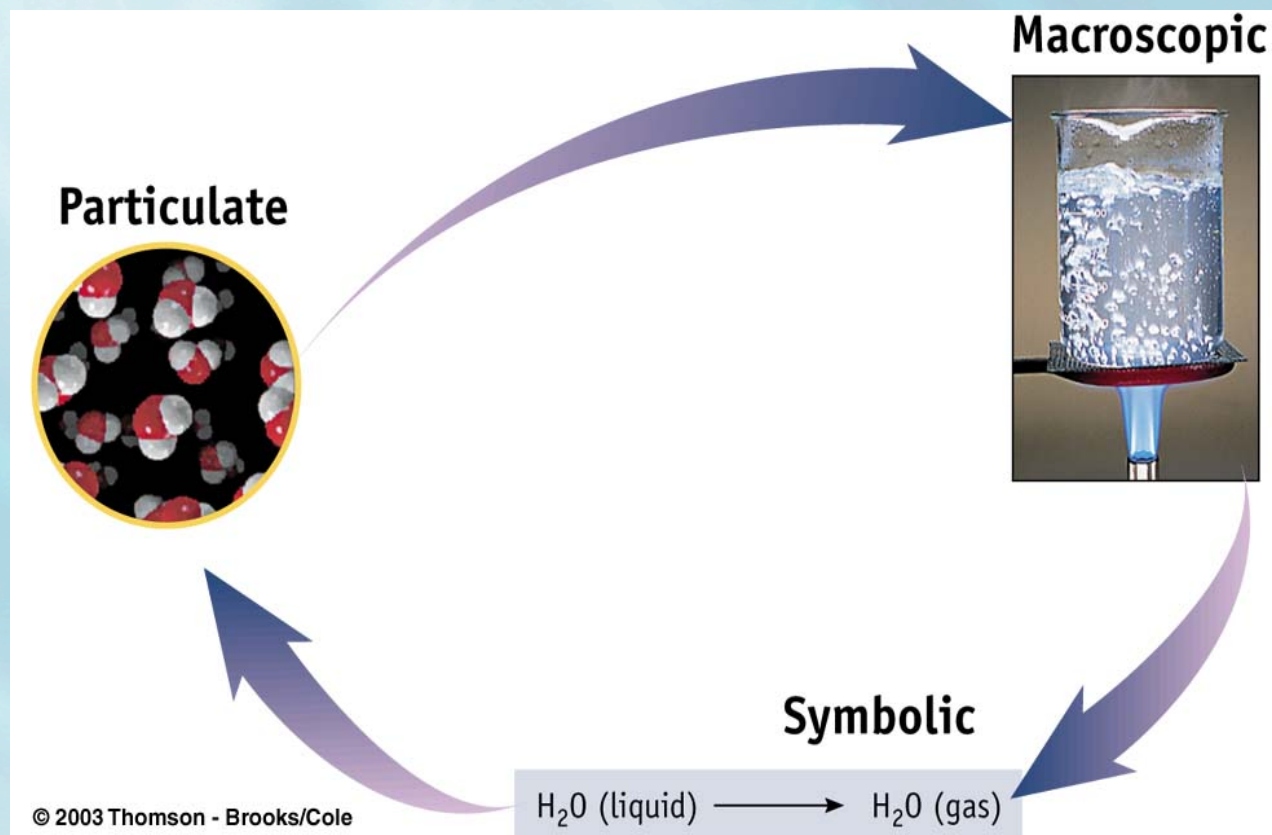 Macroscopic
Particulate
Symbolic
H₂O (liquid) ⟶ H₂O (gas)
© 2003 Thomson - Brooks/Cole